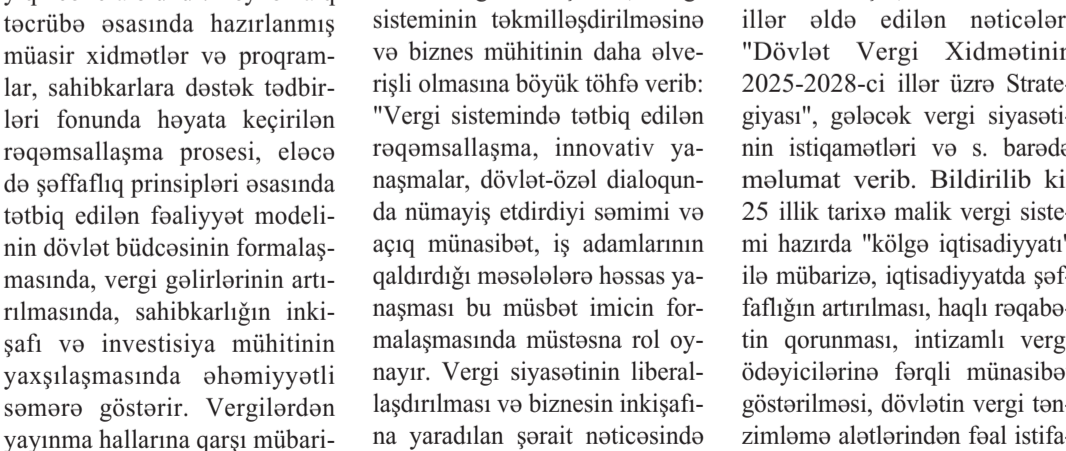 təcrübə əsasında hazırlanmış
müasir xidmətlər və proqram-
lar, sahibkarlara dəstək tədbir-
ləri fonunda həyata keçirilən
rəqəmsallaşma prosesi, eləcə
də şəffaflıq prinsipləri əsasında
tətbiq edilən fəaliyyət modeli-
nin dövlət büdcəsinin formalaş-
masında, vergi gəlirlərinin artı-
rılmasında, sahibkarlığın inki-
şafı və investisiya mühitinin
yaxşılaşmasında əhəmiyyətli
səmərə göstərir. Vergilərdən
yayınma hallarına qarşı mübari-
sisteminin təkmilləşdirilməsinə
və biznes mühitinin daha əlve-
rişli olmasına böyük töhfə verib:
"Vergi sistemində tətbiq edilən
rəqəmsallaşma, innovativ ya-
naşmalar, dövlət-özəl dialoqun-
da nümayiş etdirdiyi səmimi və
açıq münasibət, iş adamlarının
qaldırdığı məsələlərə həssas ya-
naşması bu müsbət imicin for-
malaşmasında müstəsna rol oy-
nayır. Vergi siyasətinin liberal-
laşdırılması və biznesin inkişafı-
na yaradılan şərait nəticəsində
illər əldə edilən nəticələr
"Dövlət Vergi Xidmətinin
2025-2028-ci illər üzrə Strate-
giyası", gələcək vergi siyasəti-
nin istiqamətləri və s. barədə
məlumat verib. Bildirilib ki
25 illik tarixə malik vergi siste-
mi hazırda "kölgə iqtisadiyyatı"
ilə mübarizə, iqtisadiyyatda şəf-
faflığın artırılması, haqlı rəqabə-
tin qorunması, intizamlı verg
ödəyicilərinə fərqli münasibə
göstərilməsi, dövlətin vergi tən-
zimləmə alətlərindən fəal istifa-